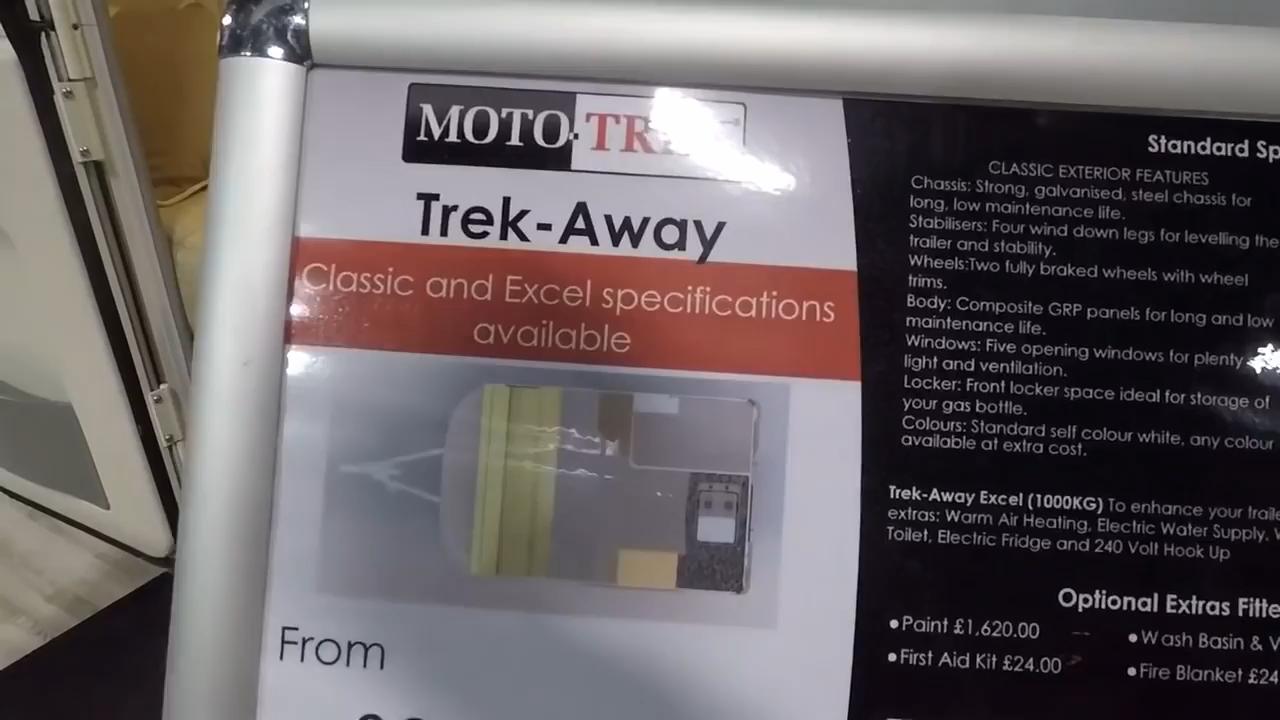 MOTO-TR
Trek-Away
Classic and Excel specifications
available
From
Standard
CLASSIC EXTERIOR FEATURES
Chassis: Strong, galvanised, steel chassis for
long, low maintenance life.
Stabilisers: Four wind down legs for levelling the
trailer and stability.
Wheels:Two fully braked wheels with wheel
trims.
Body: Composite GRP panels for long and low
maintenance life.
Windows: Five opening windows for plenty
light and ventilation.
Locker: Front locker space ideal for storage of
your gas bottle.
Colours: Standard self colour white, any colour
available at extra cost.
Trek-Away Excel (1000KG) To enhance your
extras: Warm Air Heating, Electric Water Supply,
Toilet, Electric Fridge and 240 Volt Hook Up
Optional Extras
•Paint £1,620.00
•Wash Basin &
•First Aid Kit £24.00
•Fire Blanket £24